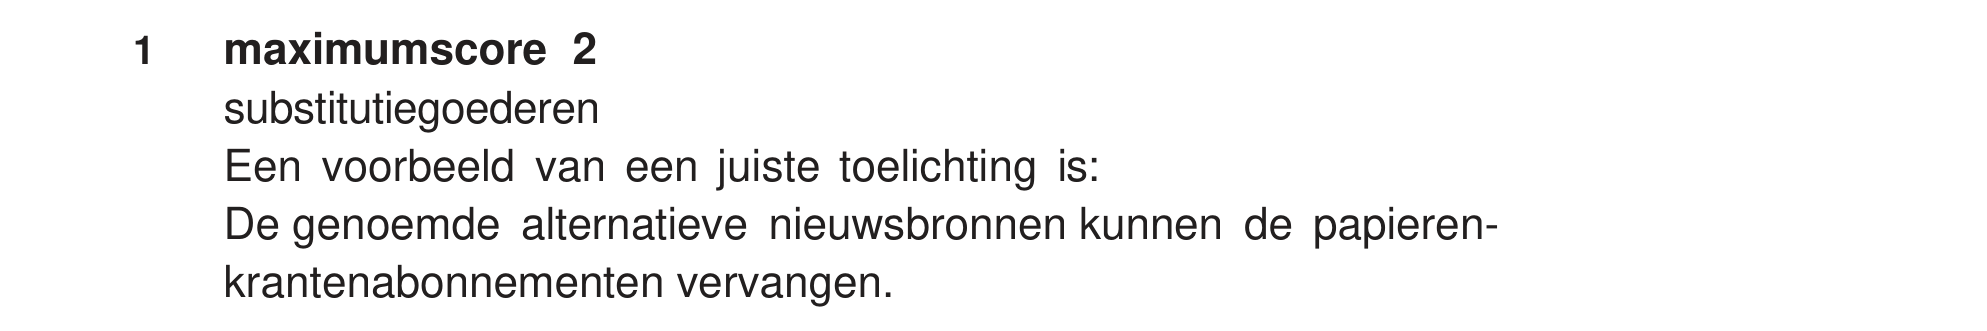 1 maximumscore 2
substitutiegoederen
Een voorbeeld van een juiste toelichting is:
De genoemde alternatieve nieuwsbronnen kunnen de papieren-
krantenabonnementen vervangen.